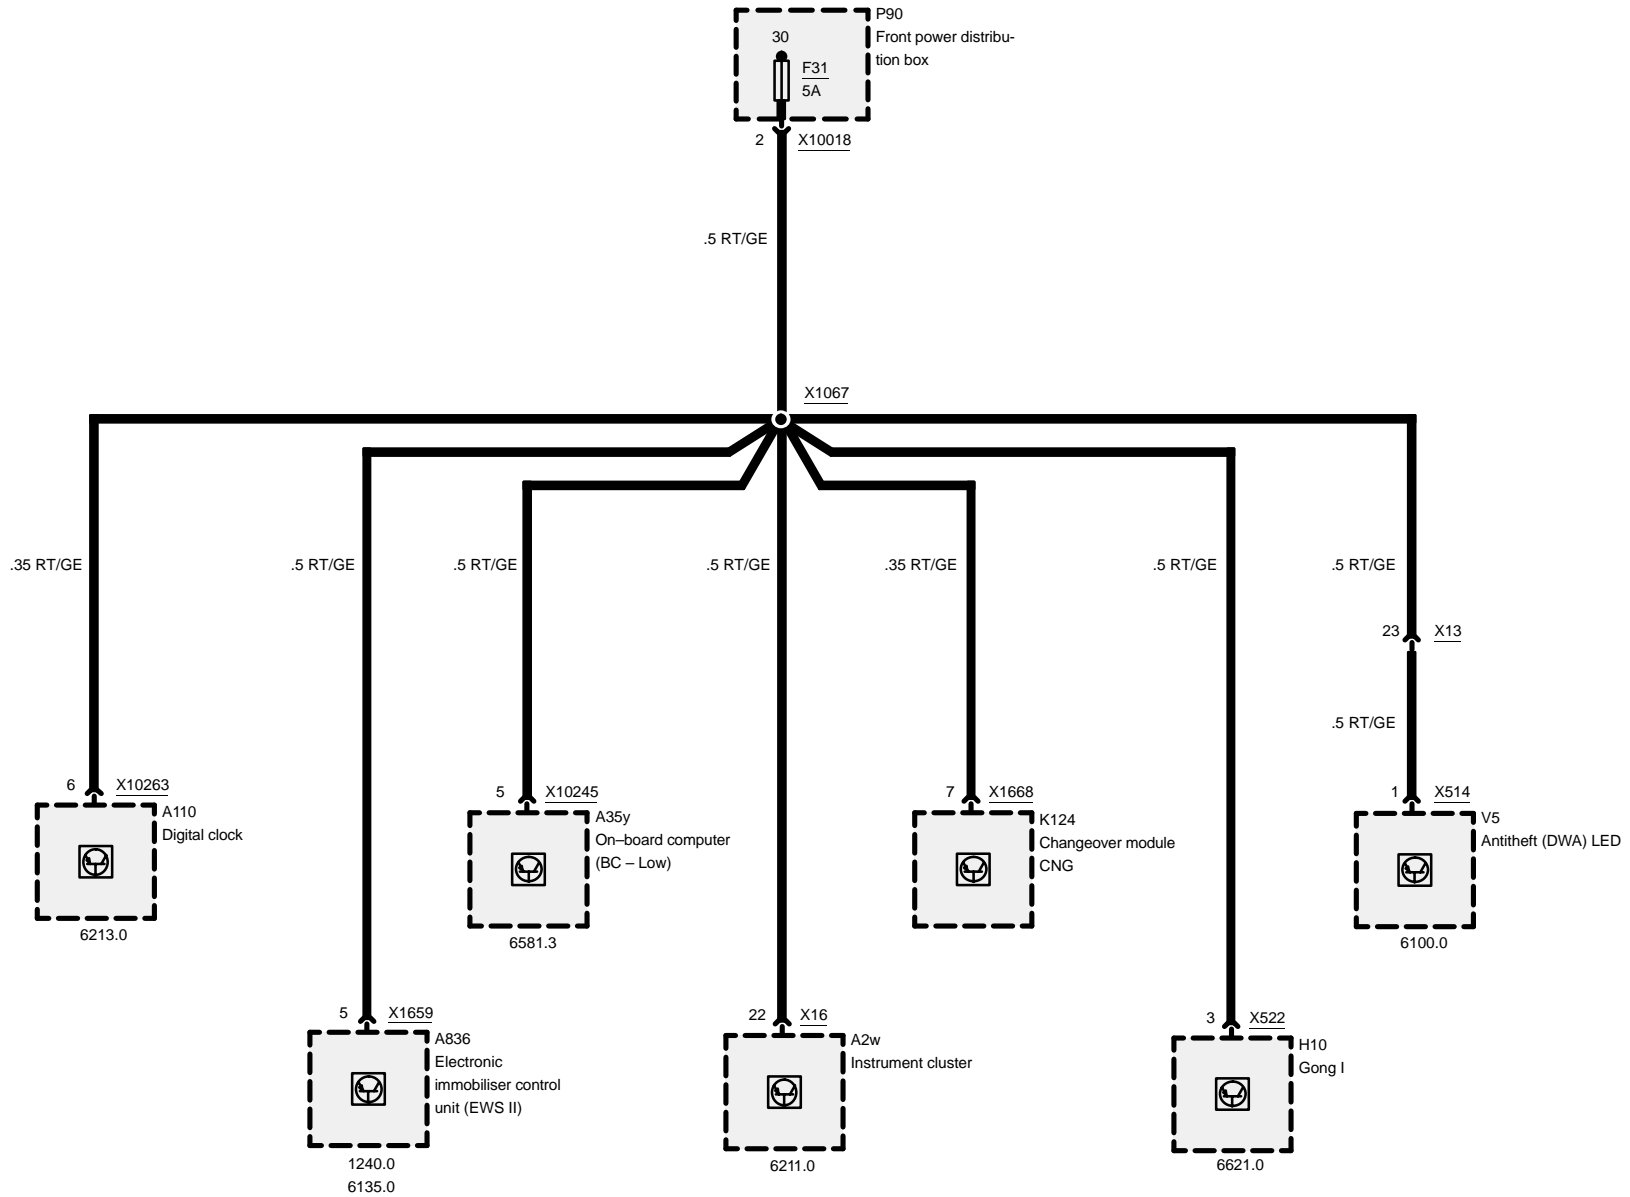 P90
30
Front power distribu-
tion box
F31
5A
2 X10018
.5 RT/GE
X1067
.35 RT/GE .5 RT/GE .5 RT/GE .5 RT/GE .35 RT/GE .5 RT/GE .5 RT/GE
23 X13
.5 RT/GE
6 X10263
A110
Digital clock
6213.0
5 X10245
A35y
On–board computer
(BC – Low)
6581.3
7 X1668
K124
Changeover module
CNG
1 X514
V5
Antitheft (DWA) LED
6100.0
5 X1659
A836
Electronic
immobiliser control
unit (EWS II)
1240.0
6135.0
22 X16
A2w
Instrument cluster
6211.0
3 X522
H10
Gong I
6621.0